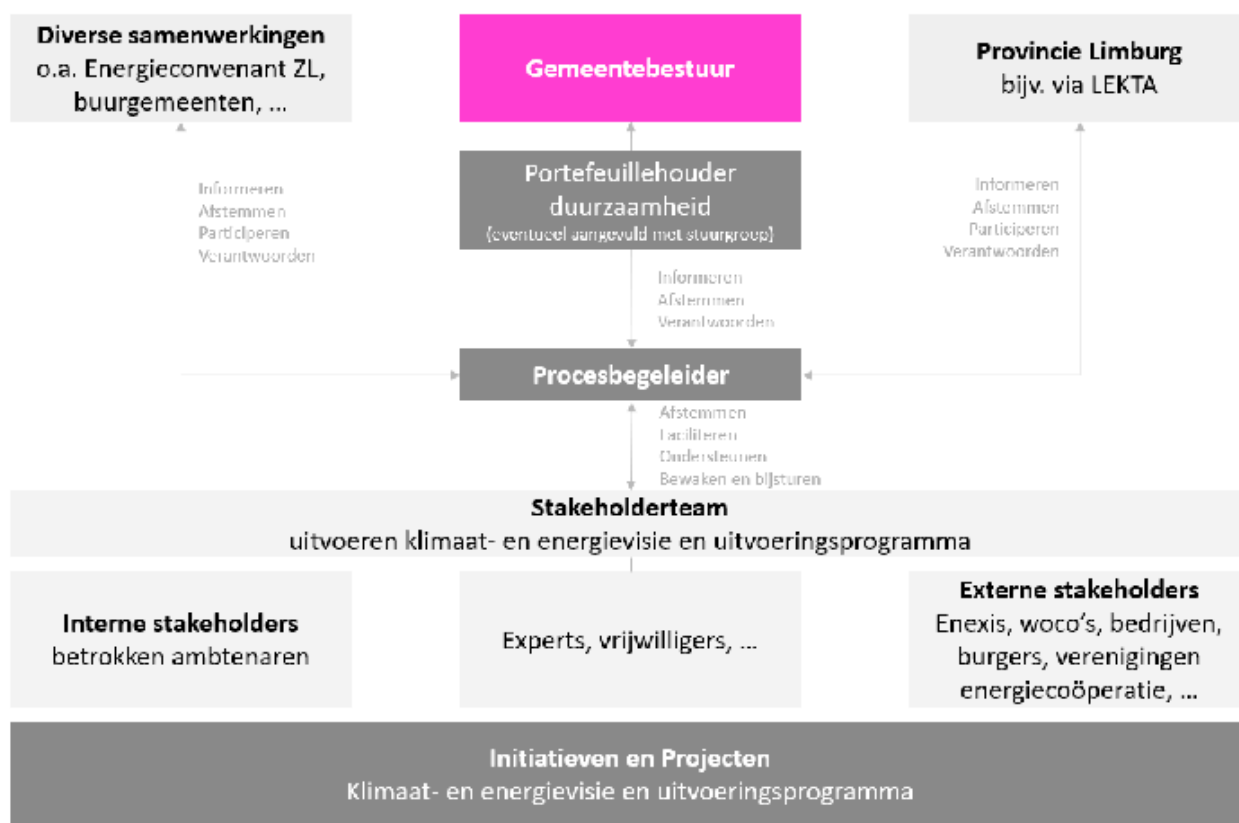 Diverse samenwerkingen
o.a. Energieconvenant ZL,
buurgemeenten, ...
Gemeentebestuur
Provincie Limburg
bijv. via LEKTA
Portefeuillehouder
duurzaamheid
(eventueel aangevuld met stuurgroep)
Informeren
Afstemmen
Participeren
Verantwoorden
Informeren
Afstemmen
Participeren
Verantwoorden
Informeren
Afstemmen
Verantwoorden
Procesbegeleider
Afstemmen
Faciliteren
Ondersteunen
Bewaken en bijsturen
Stakeholderteam
uitvoeren klimaat- en energievisie en uitvoeringsprogramma
Interne stakeholders
betrokken ambtenaren
Experts, vrijwilligers, ...
Externe stakeholders
Enexis, woco's, bedrijven,
burgers, verenigingen
energiecoöperatie, ...
Initiatieven en Projecten
Klimaat- en energievisie en uitvoeringsprogramma